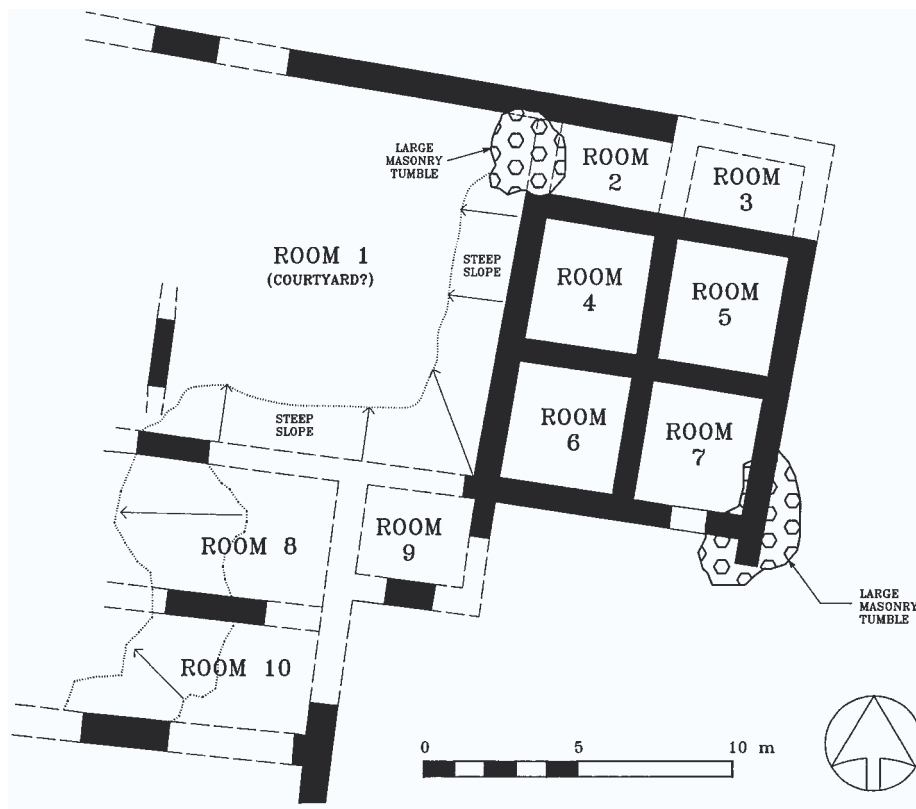 LARGE
MASONRY
TUMBLE
ROOM
2
ROOM
3
ROOM 1
(COURTYARD?)
STEEP
SLOPE
ROOM
4
ROOM
5
STEEP
SLOPE
ROOM
6
ROOM
7
ROOM 8
ROOM
9
LARGE
MASONRY
TUMBLE
ROOM 10
0 5 10 m